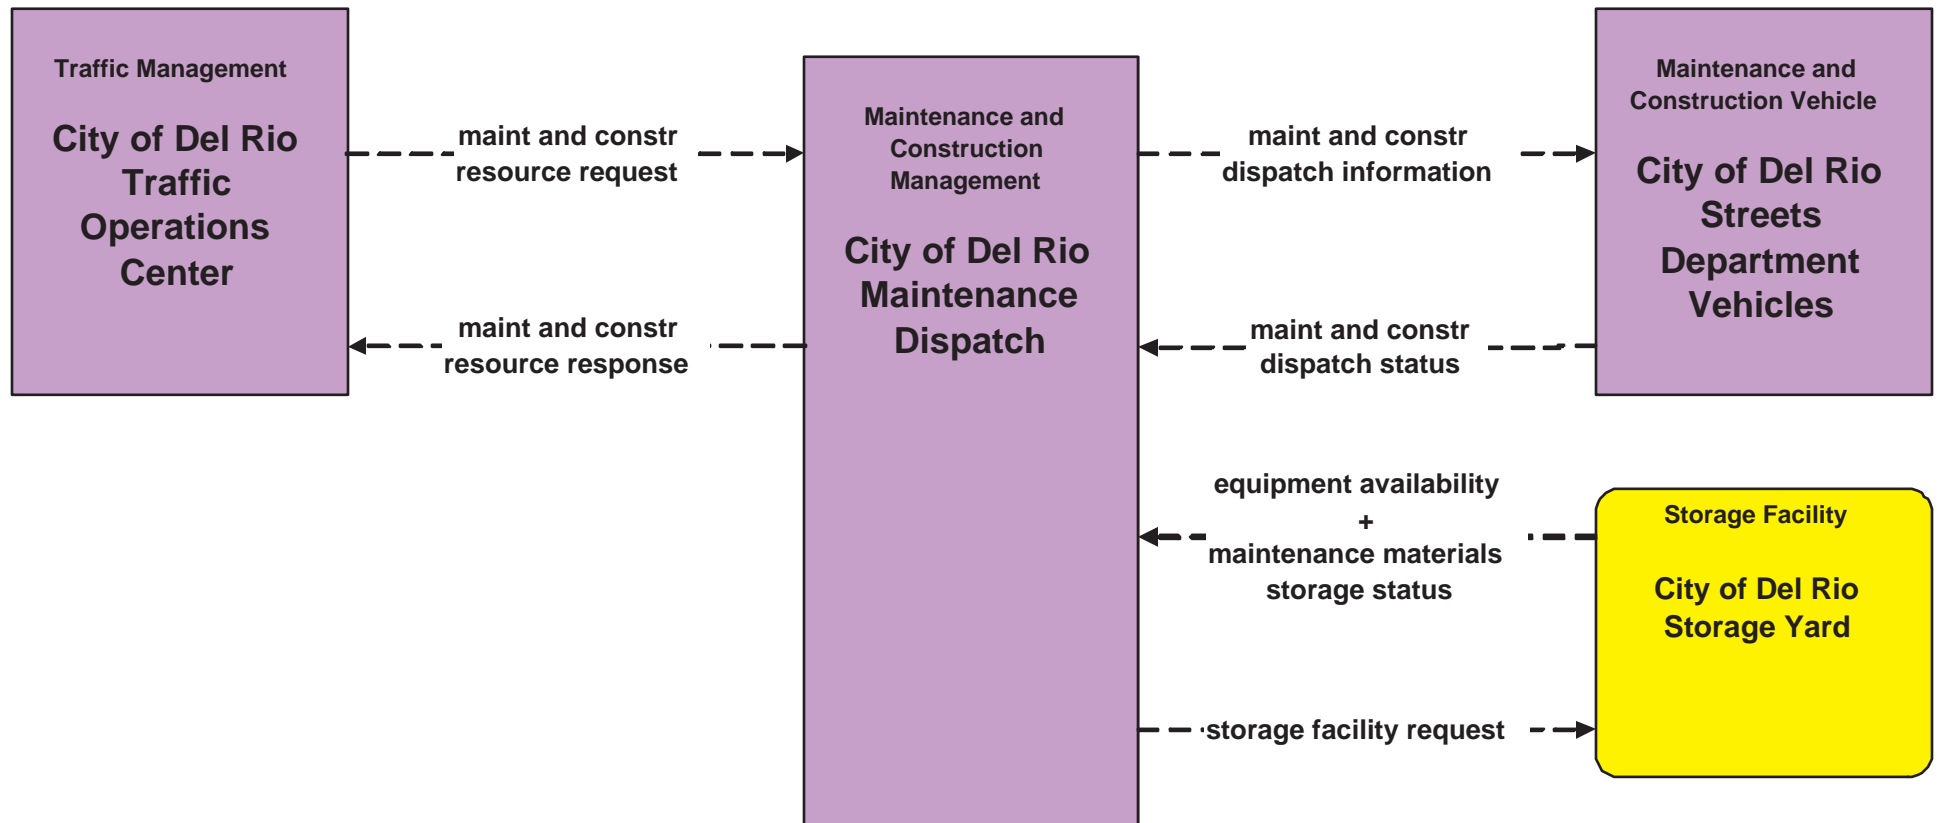 Traffic Management
City of Del Rio
Traffic
Operations
Center
maint and constr
resource request
maint and constr
resource response
Maintenance and
Construction
Management
City of Del Rio
Maintenance
Dispatch
maint and constr
dispatch information
maint and constr
dispatch status
equipment availability
+
maintenance materials
storage status
storage facility request
Maintenance and
Construction Vehicle
City of Del Rio
Streets
Department
Vehicles
Storage Facility
City of Del Rio
Storage Yard